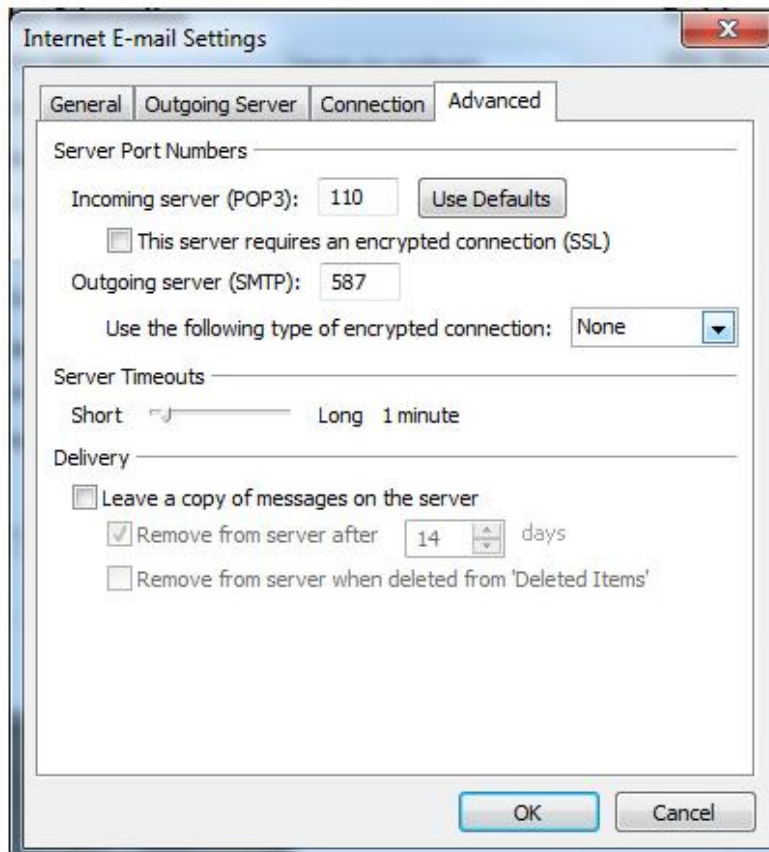 Internet E-mail Settings
X
General Outgoing Server Connection Advanced
Server Port Numbers
Incoming server (POP3): 110 Use Defaults
This server requires an encrypted connection (SSL)
Outgoing server (SMTP): 587
Use the following type of encrypted connection: None
Server Timeouts
Short Long 1 minute
Delivery
Leave a copy of messages on the server
Remove from server after 14 days
Remove from server when deleted from 'Deleted Items'
OK Cancel